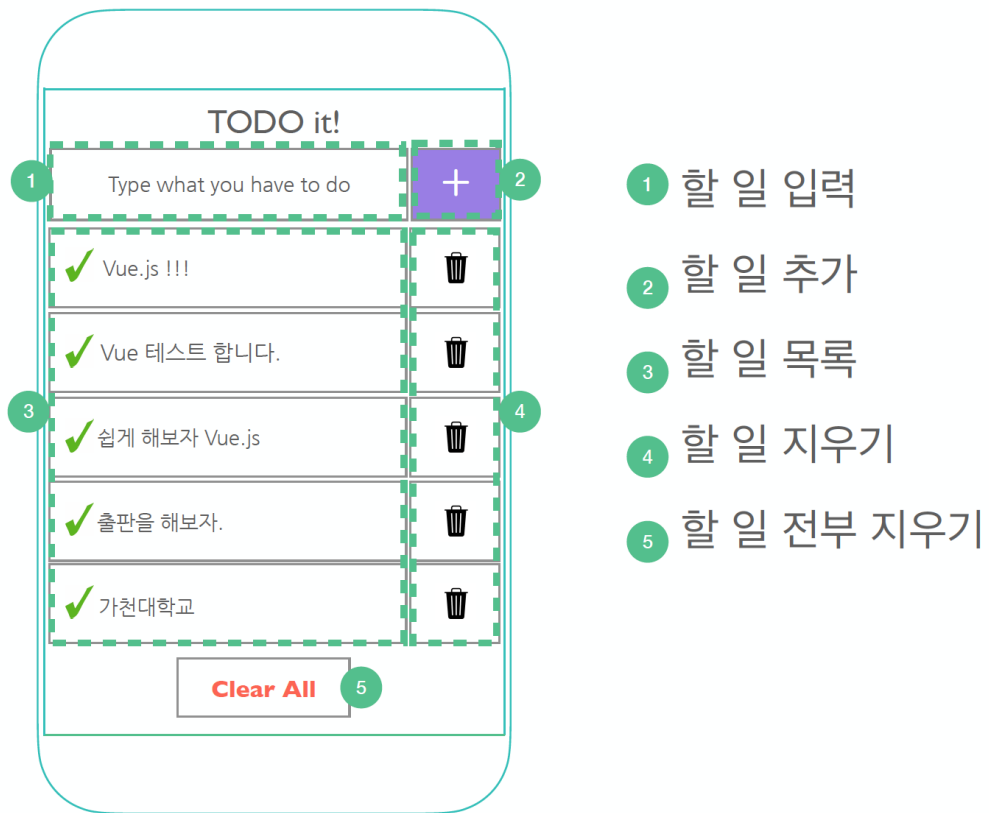 TODO it!
1 Type what you have to do + 2
Vue.js !!!
Vue 테스트 합니다.
3 쉽게 해보자 Vue.js 4
출판을 해보자.
가천대학교
Clear All 5
1 할 일 입력
2 할 일 추가
3 할 일 목록
4 할 일 지우기
5 할 일 전부 지우기